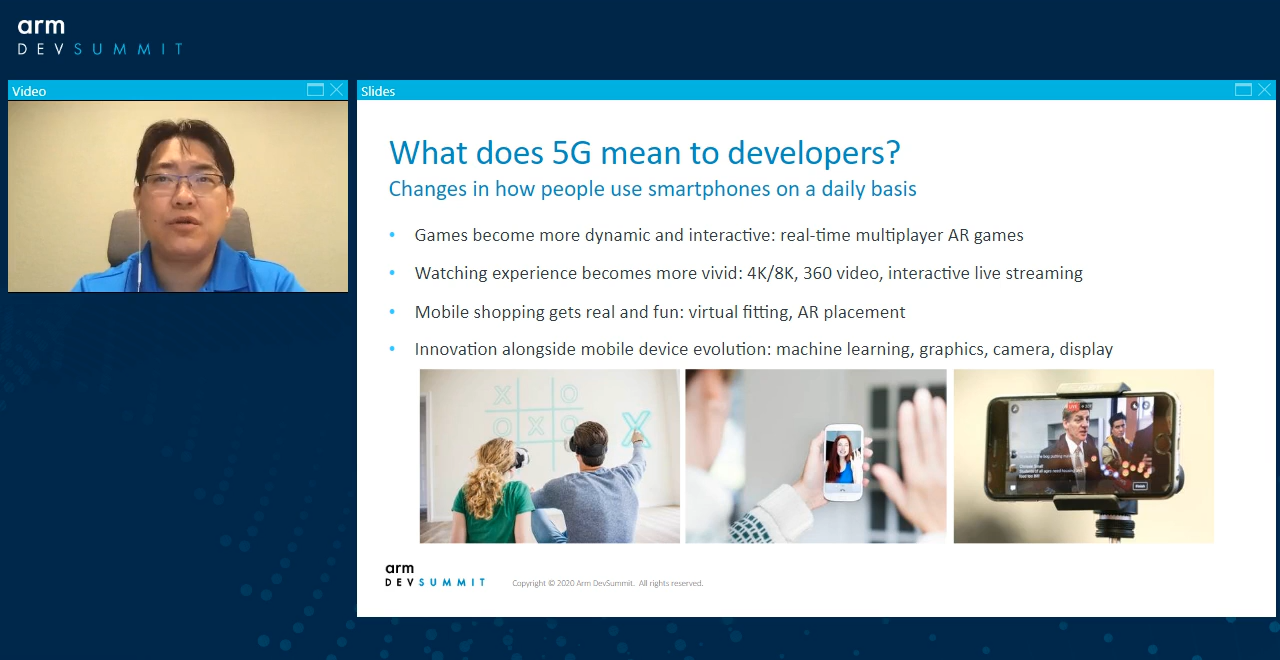 arm
DEVSUMMIT
Video
Slides
What does 5G mean to developers?
Changes in how people use smartphones on a daily basis
• Games become more dynamic and interactive: real-time multiplayer AR games
• Watching experience becomes more vivid: 4K/8K, 360 video, interactive live streaming
• Mobile shopping gets real and fun: virtual fitting, AR placement
• Innovation alongside mobile device evolution: machine learning, graphics, camera, display
X O
O X O
X
LIVE
arm
DEVSUMMIT
Copyright © 2020 Arm DevSummit. All rights reserved.